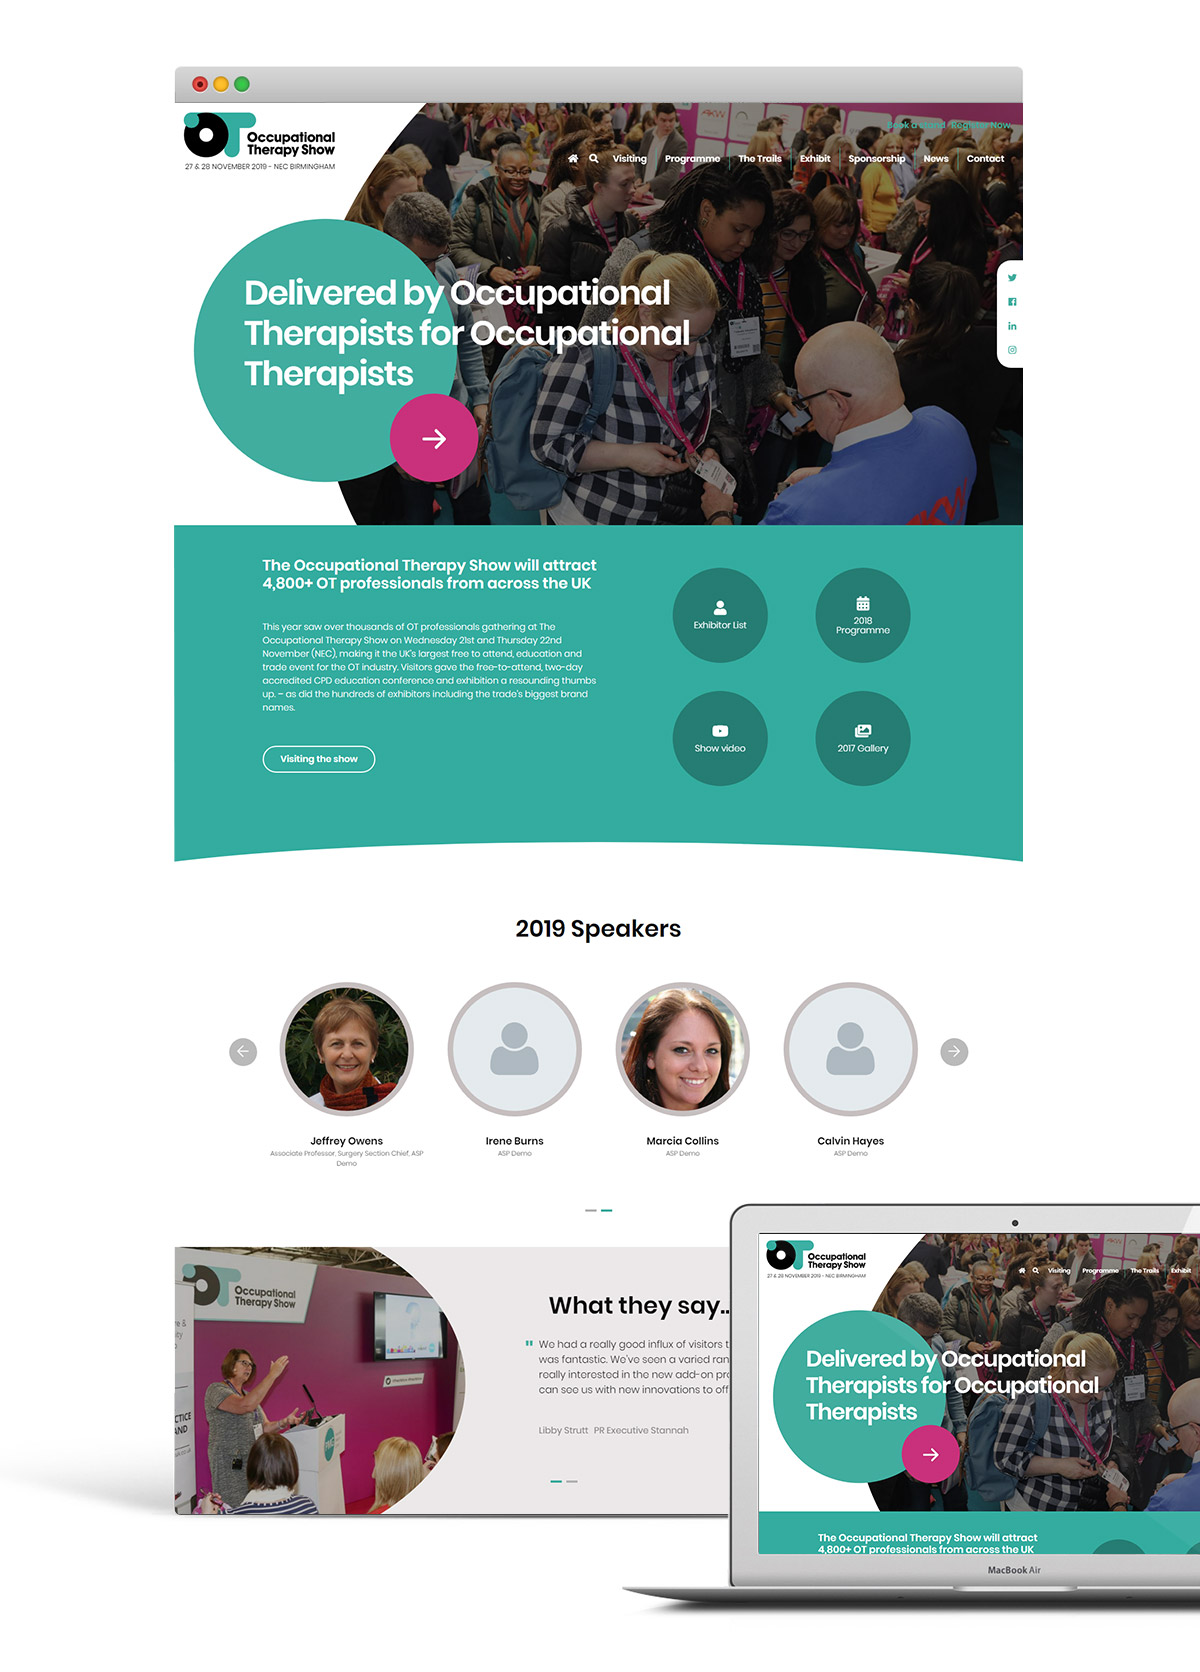 OT Occupational
Therapy Show
27 & 28 NOVEMBER 2019 - NEC BIRMINGHAM
Book a stand Register Now
Visiting Programme The Trails Exhibit Sponsorship News Contact
Delivered by Occupational
Therapists for Occupational
Therapists
The Occupational Therapy Show will attract
4,800+ OT professionals from across the UK
This year saw over thousands of OT professionals gathering at The
Occupational Therapy Show on Wednesday 21st and Thursday 22nd
November (NEC), making it the UK's largest free to attend, education and
trade event for the OT industry. Visitors gave the free-to-attend, two-day
accredited CPD education conference and exhibition a resounding thumbs
up. – as did the hundreds of exhibitors including the trade's biggest brand
names.
Visiting the show
Exhibitor List
2018
Programme
Show video
2017 Gallery
2019 Speakers
Jeffrey Owens
Associate Professor, Surgery Section Chief, ASP
Demo
Irene Burns
ASP Demo
Marcia Collins
ASP Demo
Calvin Hayes
ASP Demo
OT Occupational
Therapy Show
What they say..
" We had a really good influx of visitors t
was fantastic. We've seen a varied ran
really interested in the new add-on pro
can see us with new innovations to off
Libby Strutt PR Executive Stannah
OT Occupational
Therapy Show
27 & 28 NOVEMBER 2019 - NEC BIRMINGHAM
Visiting Programme The Trails Exhibit
Delivered by Occupational
Therapists for Occupational
Therapists
The Occupational Therapy Show will attract
4,800+ OT professionals from across the UK
MacBook Air